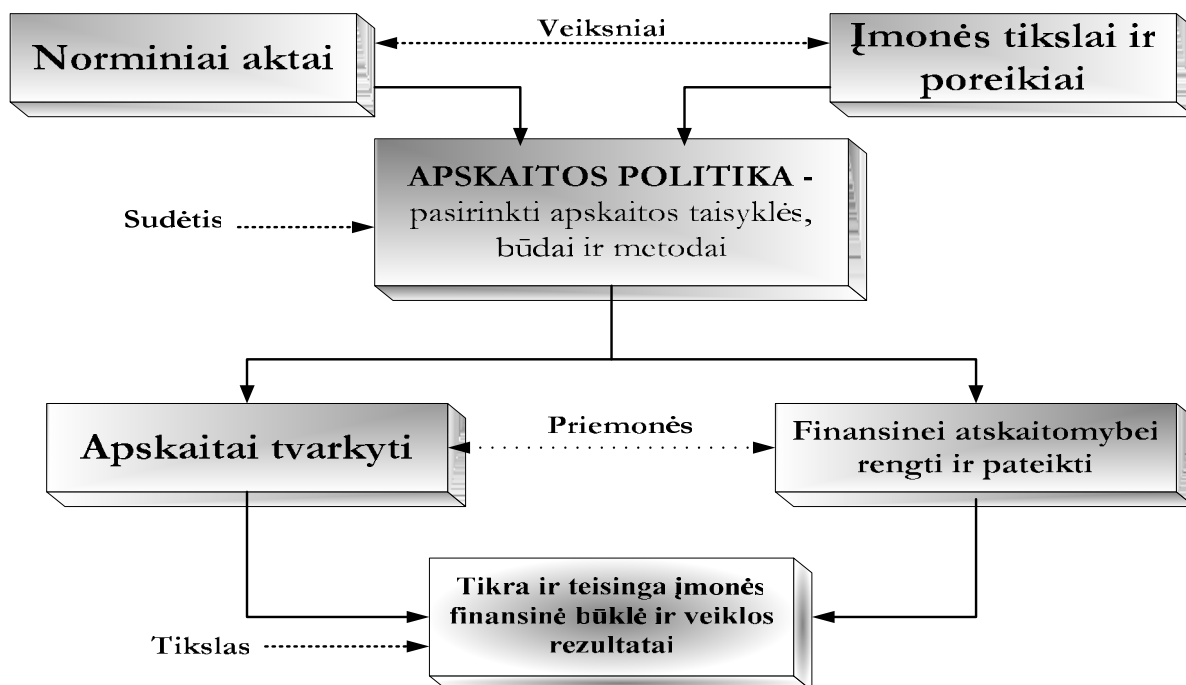 Veiksniai
Norminiai aktai
Įmonės tikslai ir
poreikiai
APSKAITOS POLITIKA -
pasirinkti apskaitos taisyklės,
būdai ir metodai
Sudėtis
Priemonės
Apskaitai tvarkyti
Finansinei atskaitomybei
rengti ir pateikti
Tikra ir teisinga įmonės
finansinė būklė ir veiklos
rezultatai
Tikslas